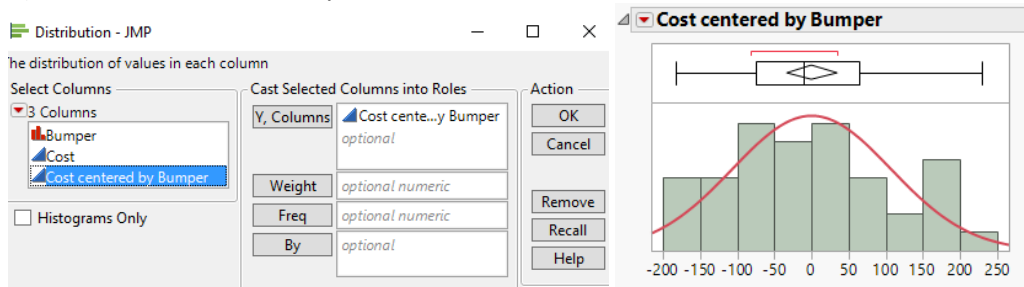 Distribution - JMP
he distribution of values in each column
Select Columns
3 Columns
Bumper
Cost
Cost centered by Bumper
Histograms Only
Cast Selected Columns into Roles
Y, Columns
Cost cente...y Bumper
optional
Weight
optional numeric
Freq
optional numeric
By
optional
Action
OK
Cancel
Remove
Recall
Help
Cost centered by Bumper
-200 -150 -100 -50 0 50 100 150 200 250